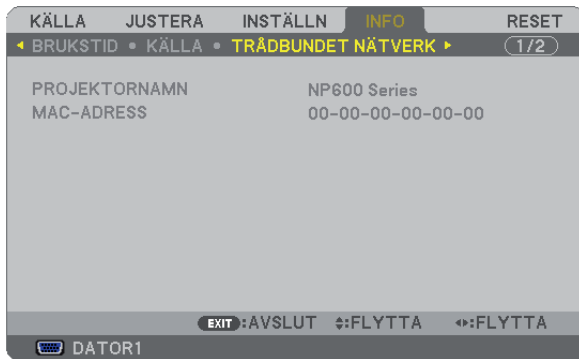 KÄLLA JUSTERA INSTÄLLN INFO RESET
BRUKSTID • KÄLLA • TRÅDBUNDET NÄTVERK 1/2
PROJEKTORNAMN NP600 Series
MAC-ADRESS 00-00-00-00-00-00
EXIT :AVSLUT :FLYTTA :FLYTTA
DATOR1